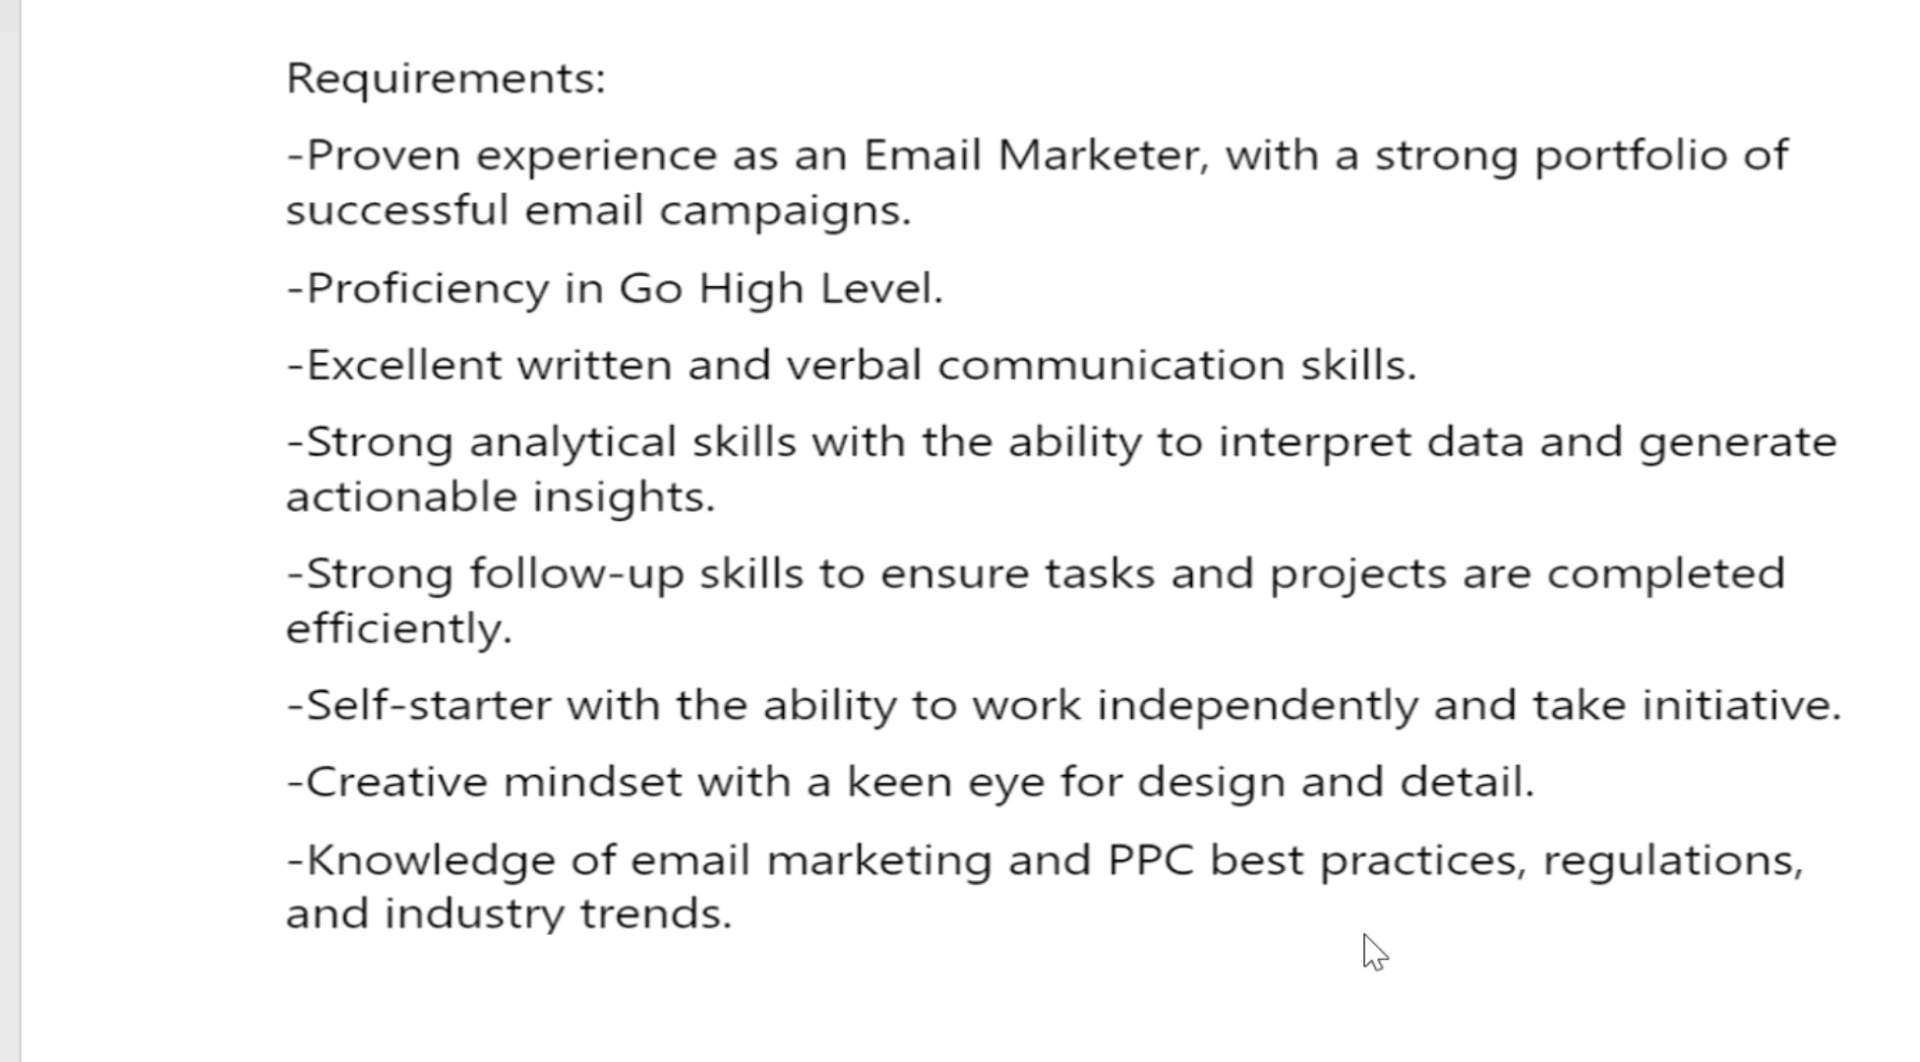 Requirements:
-Proven experience as an Email Marketer, with a strong portfolio of
successful email campaigns.
-Proficiency in Go High Level.
-Excellent written and verbal communication skills.
-Strong analytical skills with the ability to interpret data and generate
actionable insights.
-Strong follow-up skills to ensure tasks and projects are completed
efficiently.
-Self-starter with the ability to work independently and take initiative.
-Creative mindset with a keen eye for design and detail.
-Knowledge of email marketing and PPC best practices, regulations,
and industry trends.